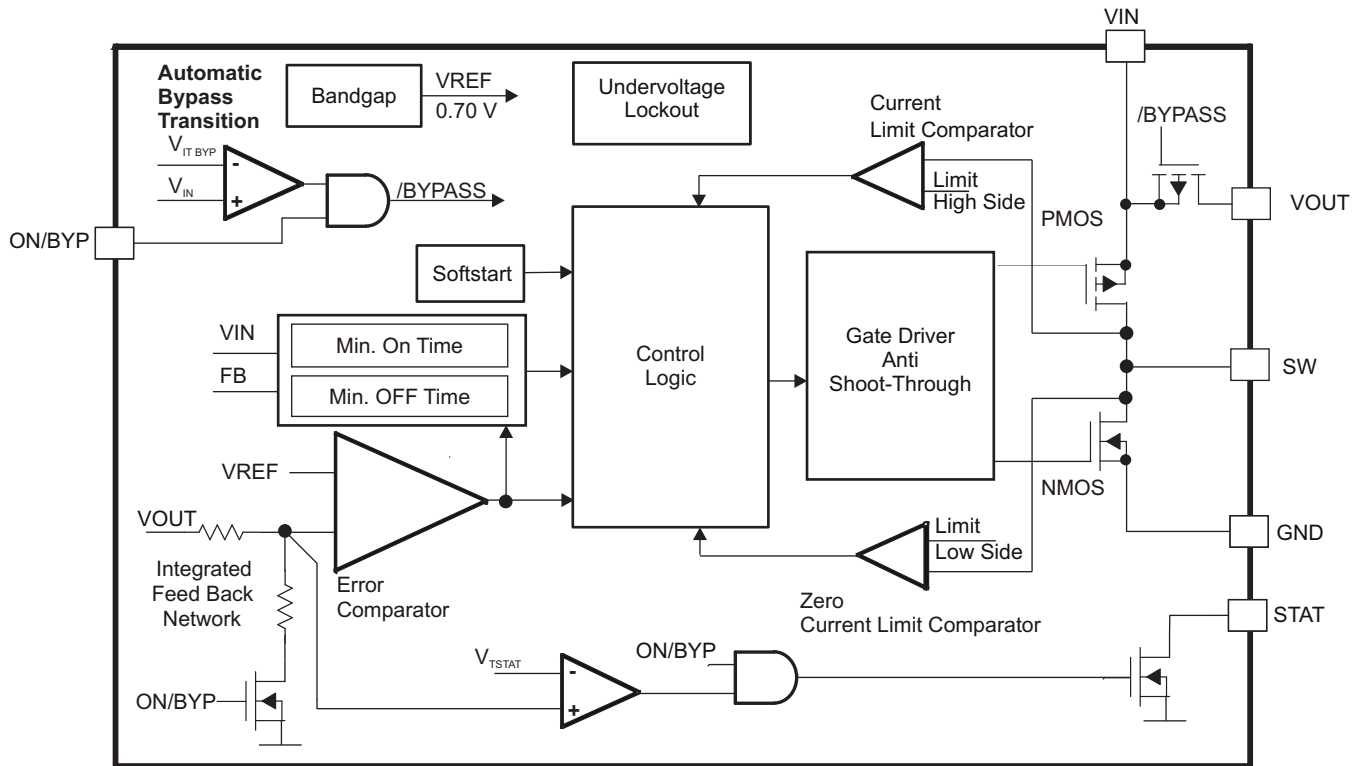 VIN
Automatic
Bypass
Transition
Bandgap
VREF
0.70 V
Undervoltage
Lockout
Current
Limit Comparator
/BYPASS
V IT BYP
-
V IN
+
/BYPASS
Limit
High Side
PMOS
VOUT
ON/BYP
Softstart
VIN
FB
Min. On Time
Min. OFF Time
Control
Logic
Gate Driver
Anti
Shoot-Through
SW
VREF
NMOS
VOUT
Limit
Low Side
GND
Integrated
Feed Back
Network
Error
Comparator
Zero
Current Limit Comparator
STAT
V TSTAT
-
+
ON/BYP
ON/BYP